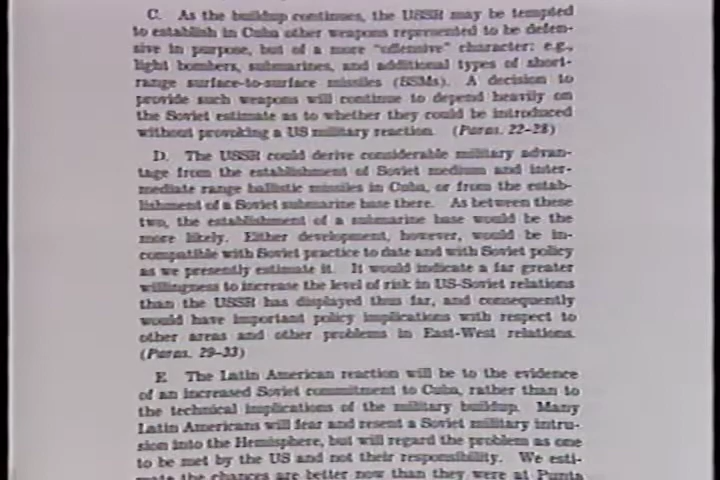 C. As the buildup continues, the USSR may be tempted
to establish in Cuba other weapons represented to be defen-
sive in purpose, but of a more "offensive" character: e.g.,
light bombers, submarines, and additional types of short-
range surface-to-surface missiles (SSMs). A decision to
provide such weapons will continue to depend heavily on
the Soviet estimate as to whether they could be introduced
without provoking a US military reaction. (Paras. 22-28)
D. The USSR could derive considerable military advan-
tage from the establishment of Soviet medium and inter-
mediate range ballistic missiles in Cuba, or from the estab-
lishment of a Soviet submarine base there. As between these
two, the establishment of a submarine base would be the
more likely. Either development, however, would be in-
compatible with Soviet practice to date and with Soviet policy
as we presently estimate it. It would indicate a far greater
willingness to increase the level of risk in US-Soviet relations
than the USSR has displayed thus far, and consequently
would have important policy implications with respect to
other areas and other problems in East-West relations.
(Paras. 29-33)
E. The Latin American reaction will be to the evidence
of an increased Soviet commitment to Cuba, rather than to
the technical implications of the military buildup. Many
Latin Americans will fear and resent a Soviet military intru-
sion into the Hemisphere, but will regard the problem as one
to be met by the US and not their responsibility. We esti-
mate the chances are better now than they were at Punta